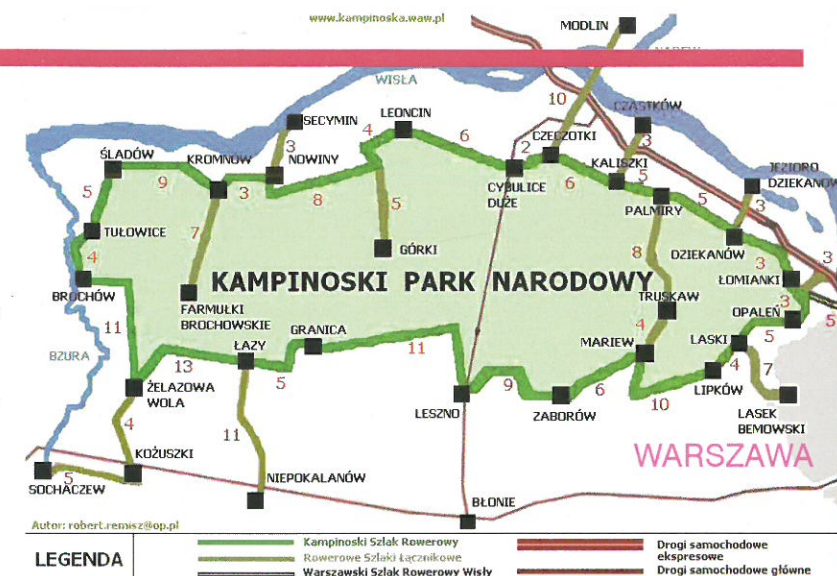 www.kampinoska.waw.pl
MODLIN
WISŁA
10
SECYMIN
LEONCIN
CZĄSTKÓW
4
6
2
CZECZOTKI
3
ŚLADÓW
KROMNÓW
3
NOWINY
KALISZKI
JEZIORO
DZIEKANÓW
9
3
8
CYBULICE
DUŻE
6
5
5
5
5
PALMIRY
3
TUŁOWICE
7
GÓRKI
8
DZIEKANÓW
4
3
3
KAMPINOSKI PARK NARODOWY
ŁOMIANKI
BROCHÓW
FARMUŁKI
BROCHOWSKIE
TRUSKAW
OPALEŃ
3
5
11
GRANICA
11
4
LASKI
5
BZURA
13
ŁAZY
5
MARIEW
4
7
ŻELAZOWA
WOLA
LESZNO
9
ZABORÓW
6
10
LIPKÓW
LASEK
BEMOWSKI
4
11
KOŻUSZKI
WARSZAWA
5
SOCHACZEW
NIEPOKALANÓW
BŁONIE
Autor: robert.remisz@op.pl
LEGENDA
Kampinoski Szlak Rowerowy
Rowerowe Szlaki Łącznikowe
Warszawski Szlak Rowerowy Wisły
Drogi samochodowe
ekspresowe
Drogi samochodowe główne